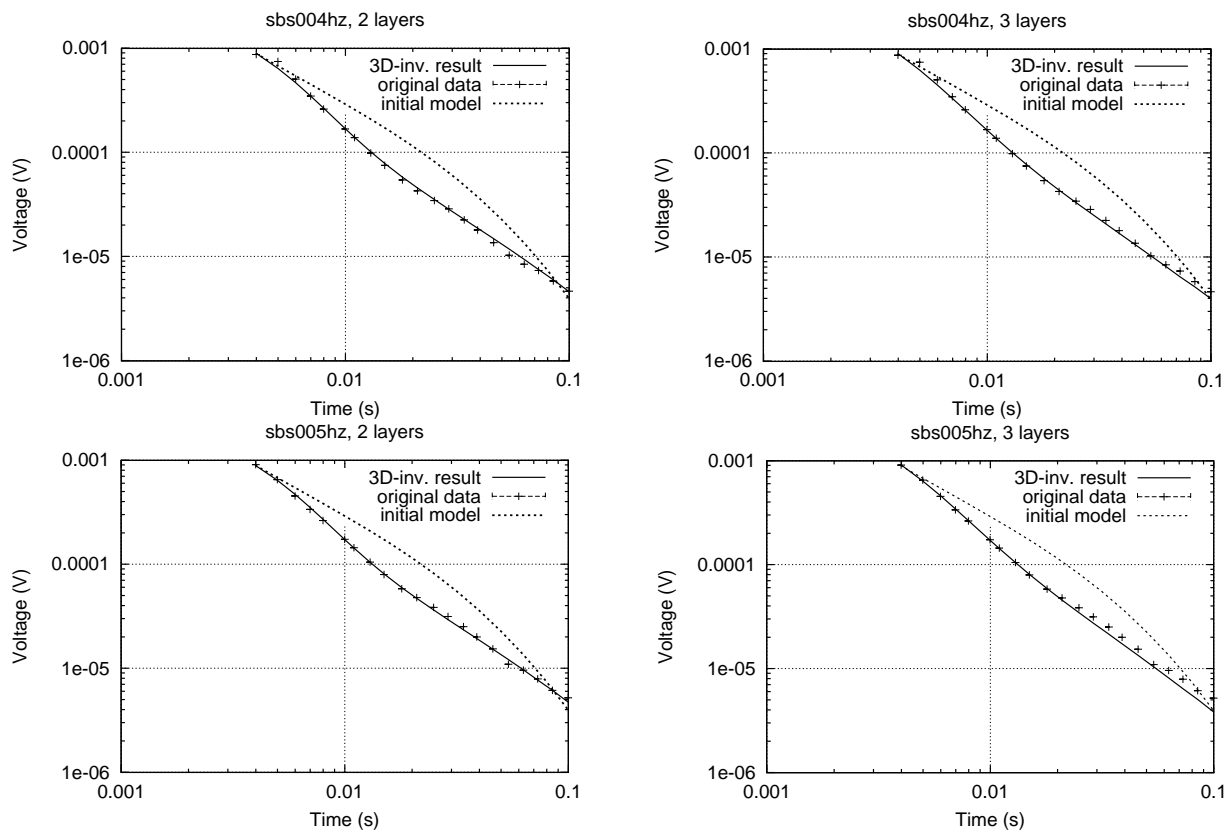 sbs004hz, 2 layers
0.001
0.0001
1e-05
1e-06
Voltage (V)
3D-inv. result
original data
initial model
0.001
0.01
0.1
Time (s)
sbs004hz, 3 layers
0.001
0.0001
1e-05
1e-06
Voltage (V)
3D-inv. result
original data
initial model
0.001
0.01
0.1
Time (s)
sbs005hz, 2 layers
0.001
0.0001
1e-05
1e-06
Voltage (V)
3D-inv. result
original data
initial model
0.001
0.01
0.1
Time (s)
sbs005hz, 3 layers
0.001
0.0001
1e-05
1e-06
Voltage (V)
3D-inv. result
original data
initial model
0.001
0.01
0.1
Time (s)